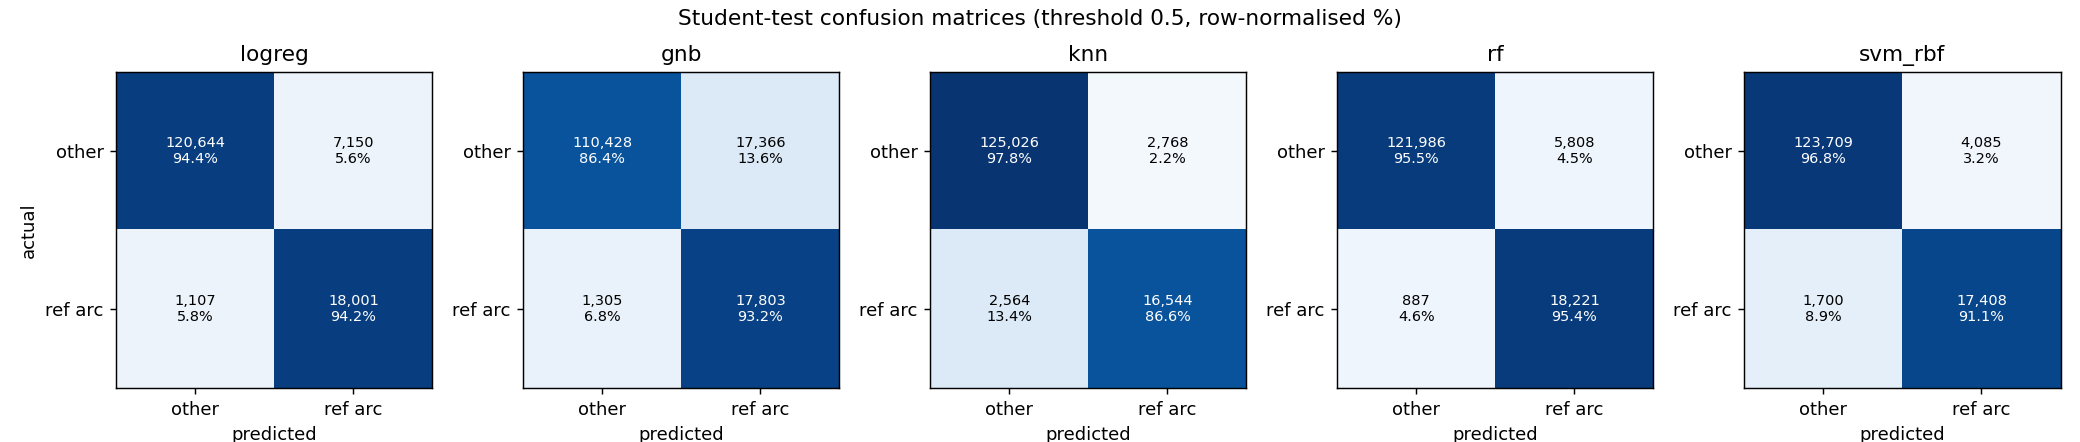 Student-test confusion matrices (threshold 0.5, row-normalised %)
logreg
actual
other
120,644
94.4%
7,150
5.6%
ref arc
1,107
5.8%
18,001
94.2%
other
ref arc
predicted
gnb
other
110,428
86.4%
17,366
13.6%
ref arc
1,305
6.8%
17,803
93.2%
other
ref arc
predicted
knn
other
125,026
97.8%
2,768
2.2%
ref arc
2,564
13.4%
16,544
86.6%
other
ref arc
predicted
rf
other
121,986
95.5%
5,808
4.5%
ref arc
887
4.6%
18,221
95.4%
other
ref arc
predicted
svm_rbf
other
123,709
96.8%
4,085
3.2%
ref arc
1,700
8.9%
17,408
91.1%
other
ref arc
predicted